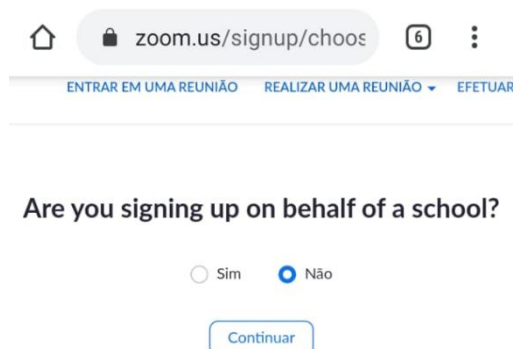 zoom.us/signup/choos 6
ENTRAR EM UMA REUNIÃO REALIZAR UMA REUNIÃO EFETUAR
Are you signing up on behalf of a school?
Sim Não
Continuar